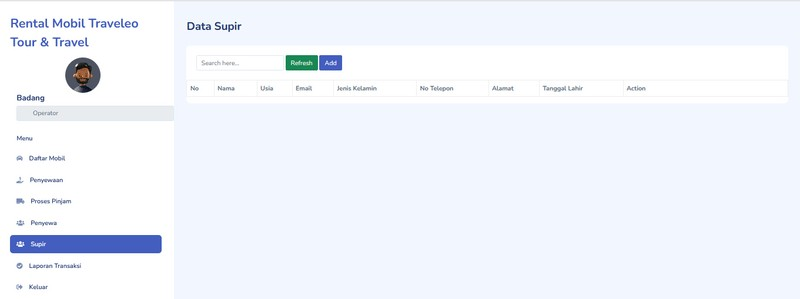 Rental Mobil Traveleo
Tour & Travel
Badang
Operator
Menu
Daftar Mobil
Penyewaan
Proses Pinjam
Penyewa
Supir
Laporan Transaksi
Keluar
Data Supir
Search here...
Refresh
Add
No Nama Usia Email Jenis Kelamin No Telepon Alamat Tanggal Lahir Action